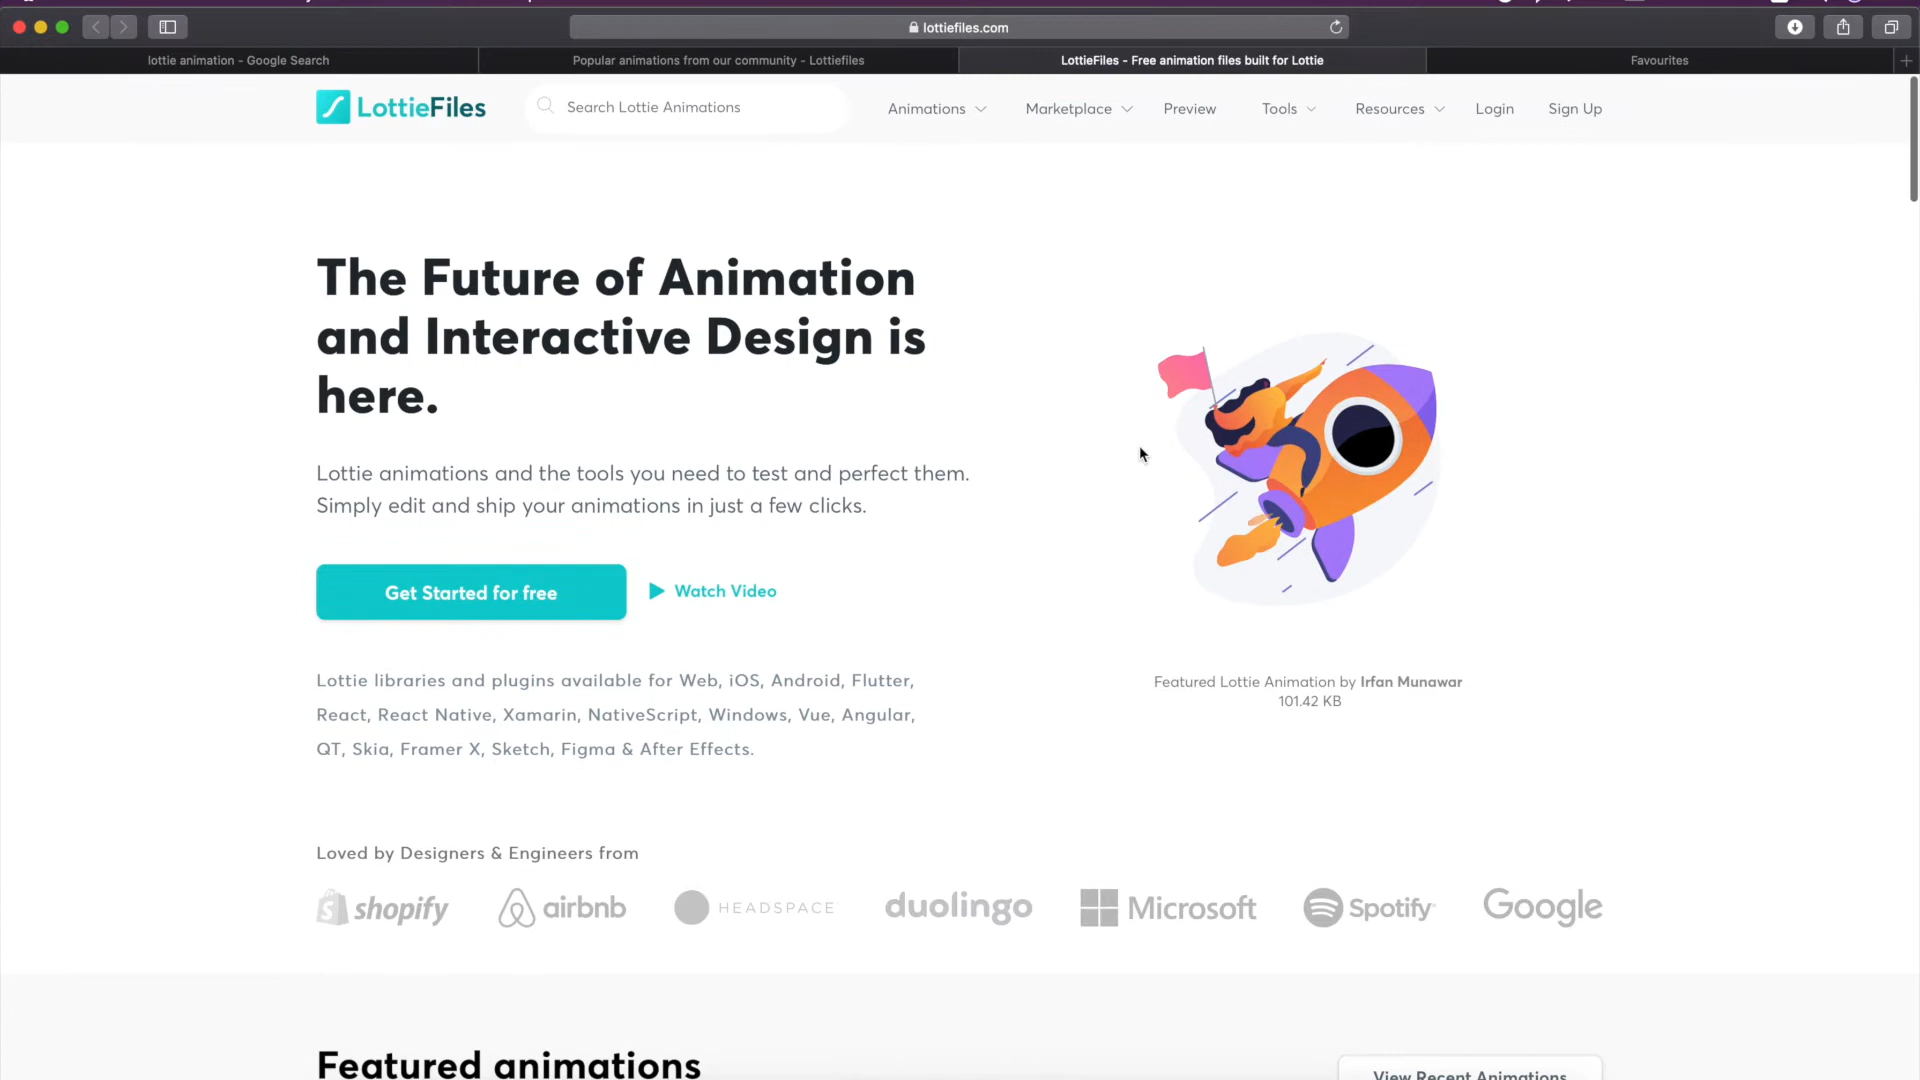 lottiefiles.com
lottie animation - Google Search
Popular animations from our community - Lottiefiles
LottieFiles - Free animation files built for Lottie
Favourites
LottieFiles
Search Lottie Animations
Animations
Marketplace
Preview
Tools
Resources
Login
Sign Up
The Future of Animation
and Interactive Design is
here.
Lottie animations and the tools you need to test and perfect them.
Simply edit and ship your animations in just a few clicks.
Get Started for free
Watch Video
Lottie libraries and plugins available for Web, iOS, Android, Flutter,
React, React Native, Xamarin, NativeScript, Windows, Vue, Angular,
QT, Skia, Framer X, Sketch, Figma & After Effects.
Featured Lottie Animation by Irfan Munawar
101.42 KB
Loved by Designers & Engineers from
shopify
airbnb
HEADSPACE
duolingo
Microsoft
Spotify
Google
Featured animations
View Recent Animations